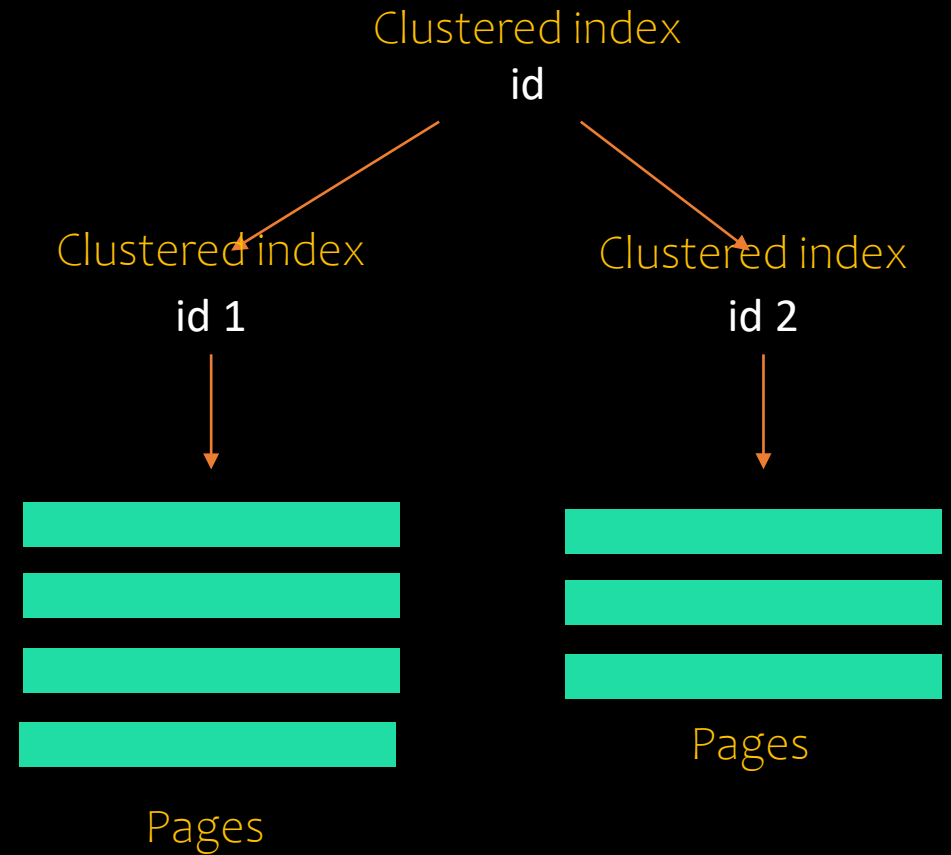 Clustered index
id
Clustered index
id 1
Clustered index
id 2
Pages
Pages